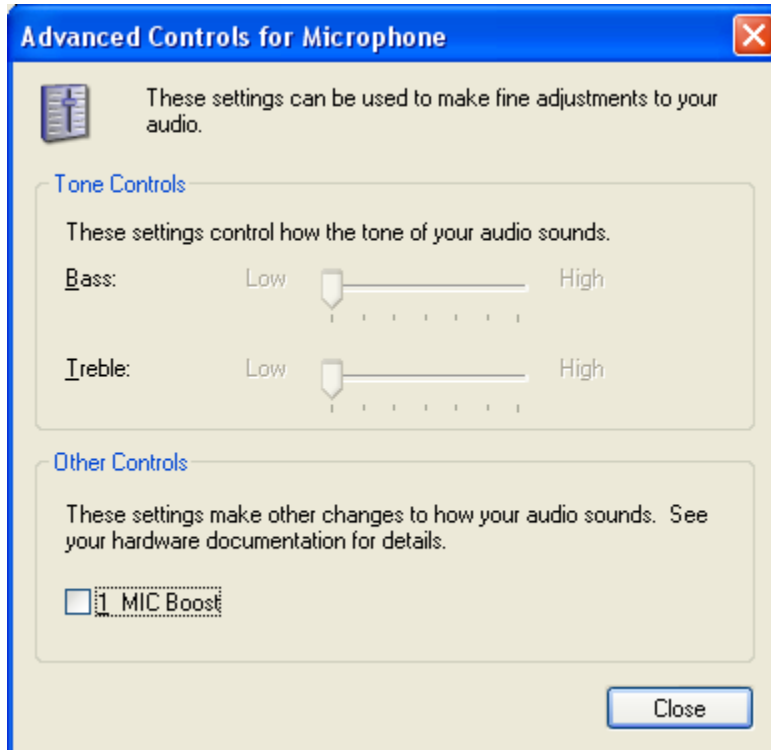 Advanced Controls for Microphone
These settings can be used to make fine adjustments to your
audio.
Tone Controls
These settings control how the tone of your audio sounds.
Bass: Low High
Treble: Low High
Other Controls
These settings make other changes to how your audio sounds.  See
your hardware documentation for details.
1  MIC Boost
Close